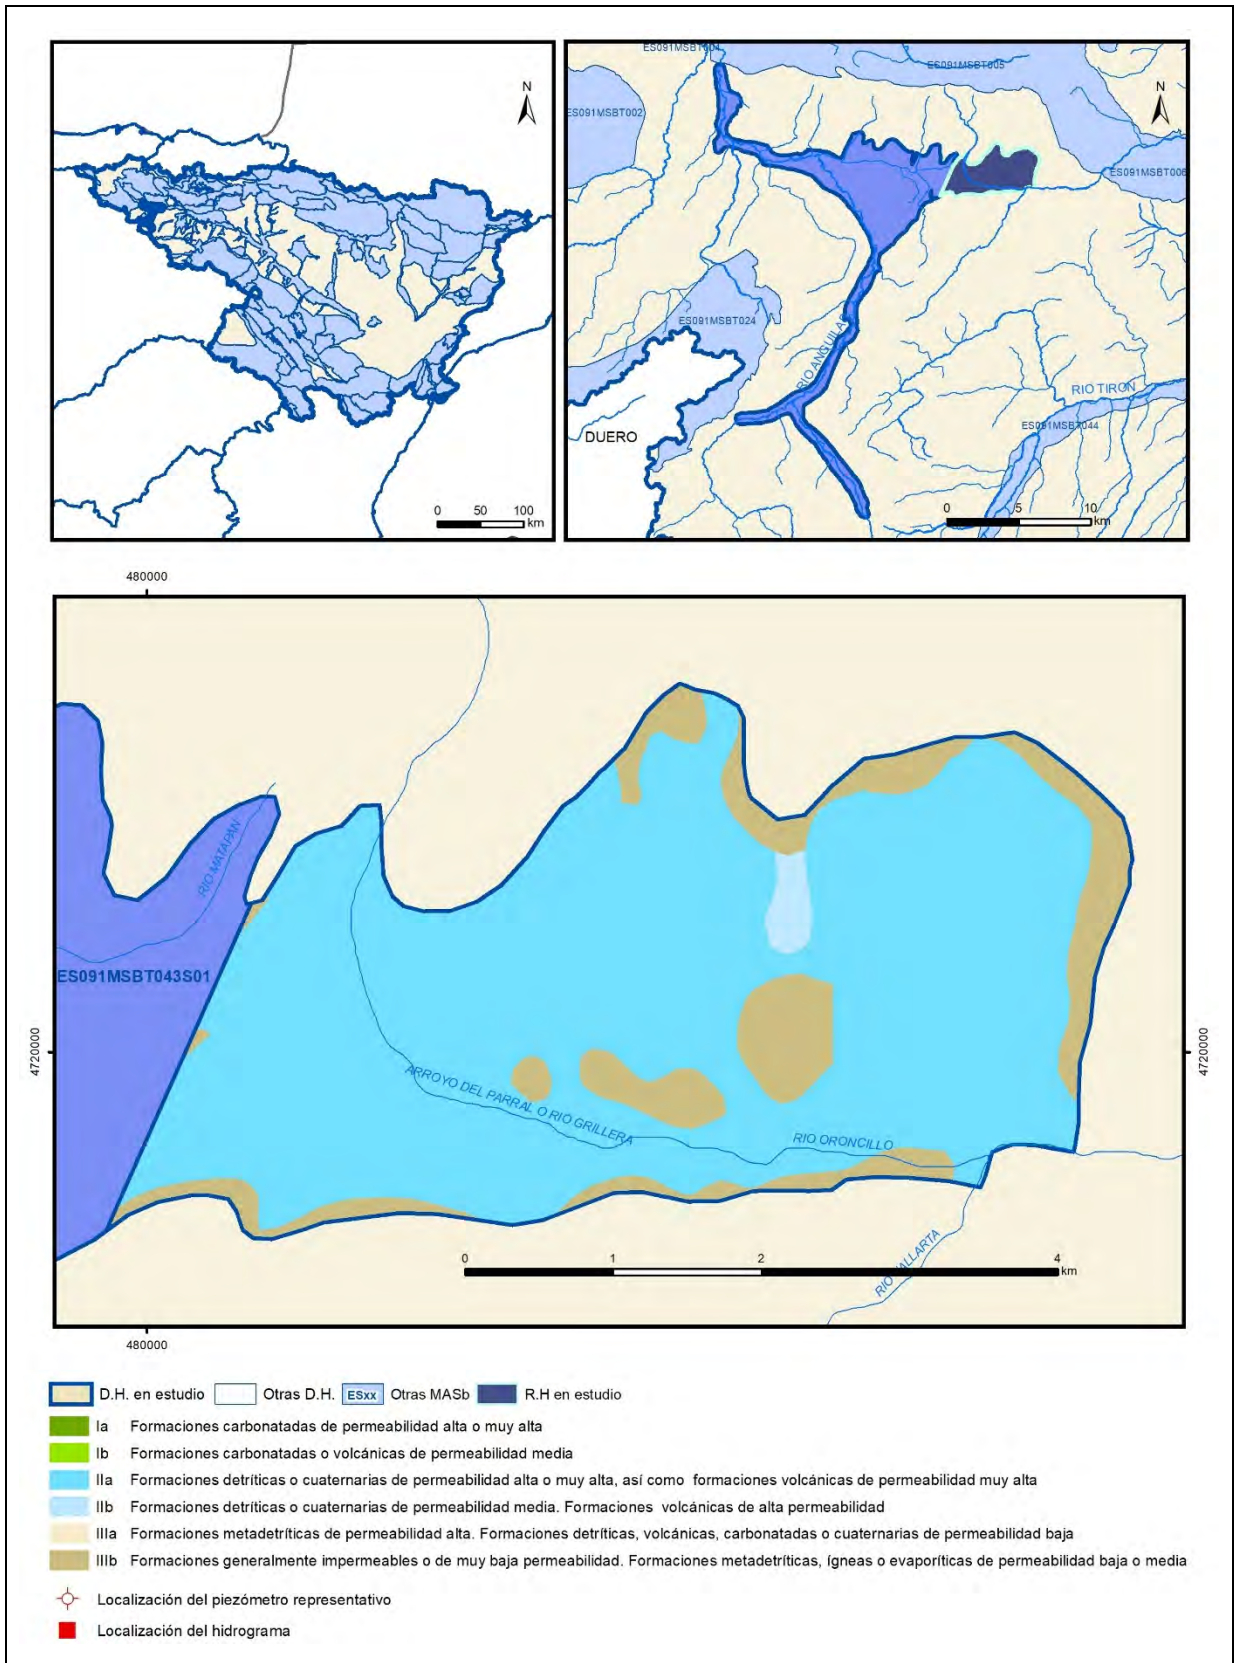 N
0 50 100
km
ES091MSBT004
ES091MSBT005
N
ES091MSBT002
ES091MSBT006
ES091MSBT024
RIO ANGUILA
RIO TIRON
DUERO
ES091MSBT044
0 5 10
km
480000
RIO MATAPAN
ES091MSBT043S01
4720000
4720000
ARROYO DEL PARRAL O RIO GRILLERA
RIO ORONCILLO
RIO VALLARTA
0 1 2 4
km
480000
D.H. en estudio
Otras D.H.
ESxx Otras MASb
R.H en estudio
Ia Formaciones carbonatadas de permeabilidad alta o muy alta
Ib Formaciones carbonatadas o volcánicas de permeabilidad media
IIa Formaciones detríticas o cuaternarias de permeabilidad alta o muy alta, así como formaciones volcánicas de permeabilidad muy alta
IIb Formaciones detríticas o cuaternarias de permeabilidad media. Formaciones volcánicas de alta permeabilidad
IIIa Formaciones metadetríticas de permeabilidad alta. Formaciones detríticas, volcánicas, carbonatadas o cuaternarias de permeabilidad baja
IIIb Formaciones generalmente impermeables o de muy baja permeabilidad. Formaciones metadetríticas, ígneas o evaporíticas de permeabilidad baja o media
Localización del piezómetro representativo
Localización del hidrograma